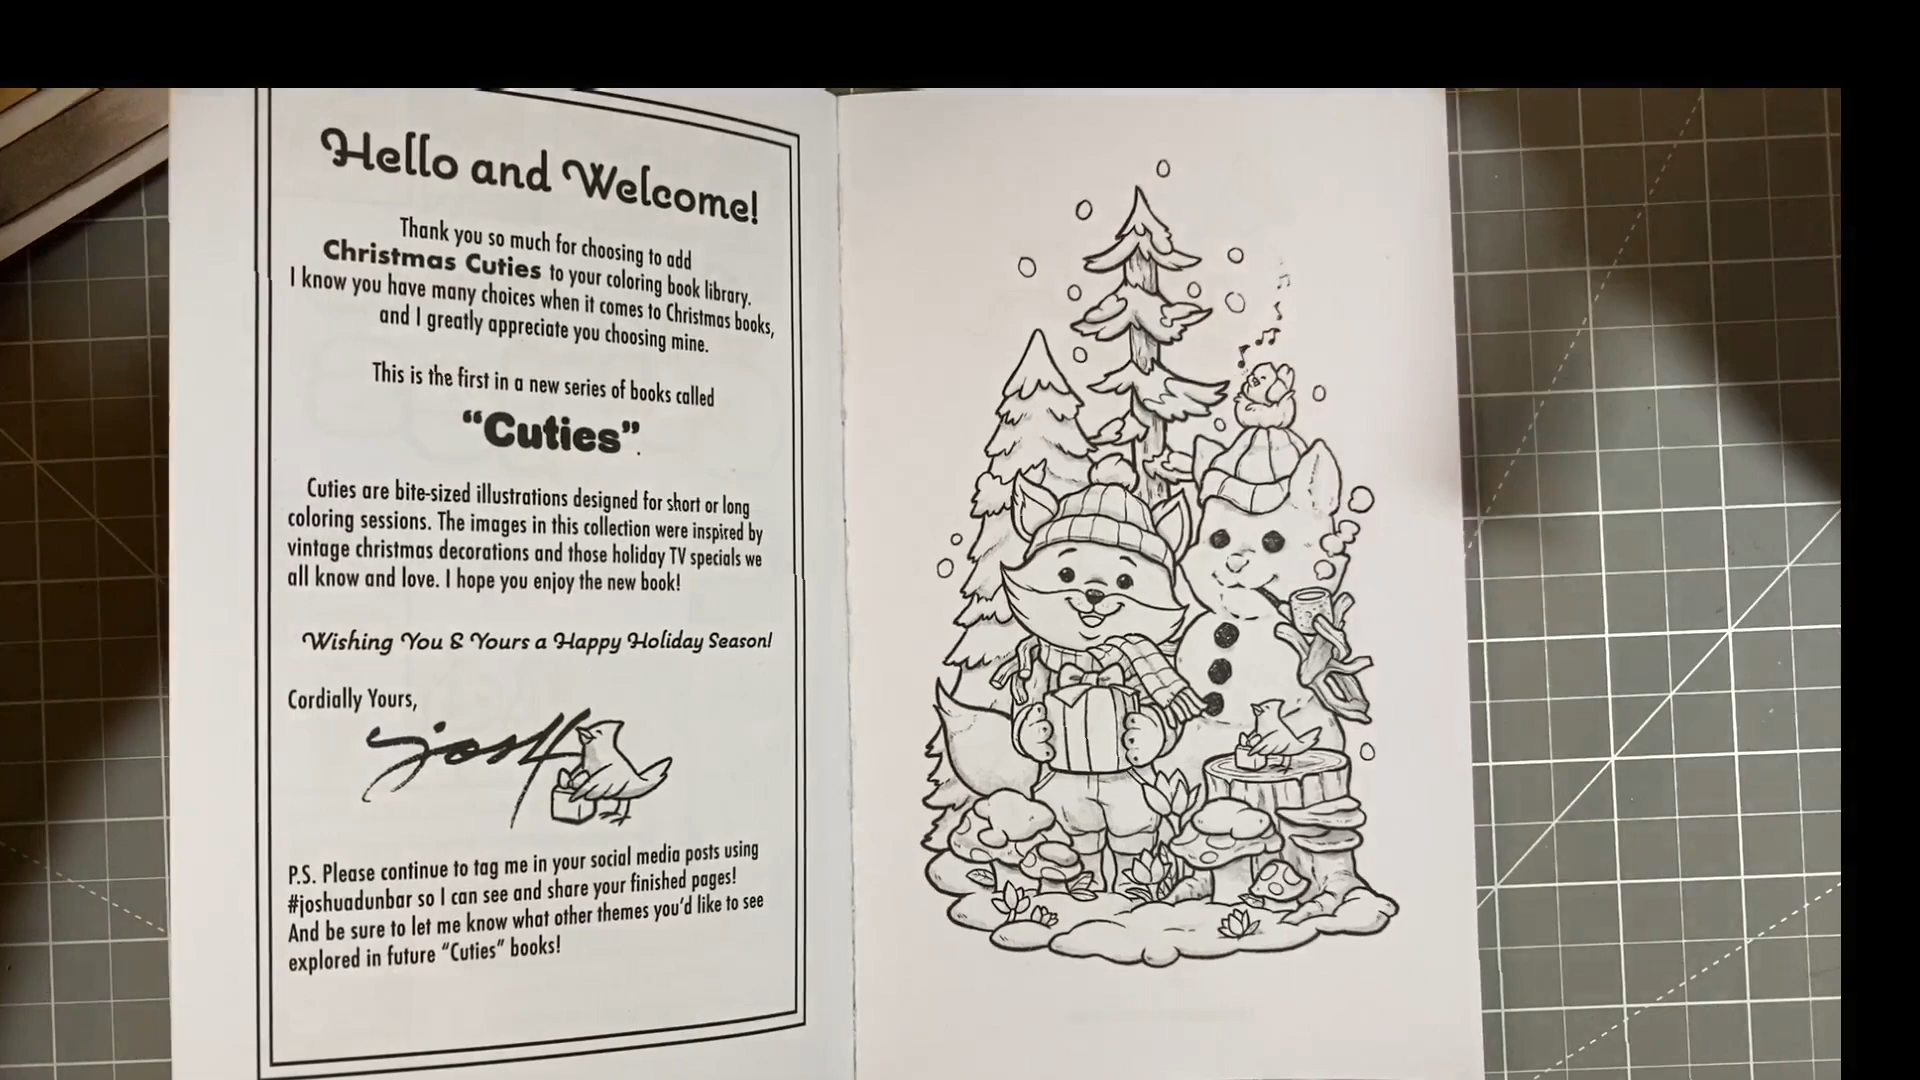 Hello and Welcome!
Thank you so much for choosing to add
Christmas Cuties to your coloring book library.
I know you have many choices when it comes to Christmas books,
and I greatly appreciate you choosing mine.
This is the first in a new series of books called
“Cuties”.
Cuties are bite-sized illustrations designed for short or long
coloring sessions. The images in this collection were inspired by
vintage christmas decorations and those holiday TV specials we
all know and love. I hope you enjoy the new book!
Wishing You & Yours a Happy Holiday Season!
Cordially Yours,
josh
P.S. Please continue to tag me in your social media posts using
#joshuadunbar so I can see and share your finished pages!
And be sure to let me know what other themes you’d like to see
explored in future “Cuties” books!